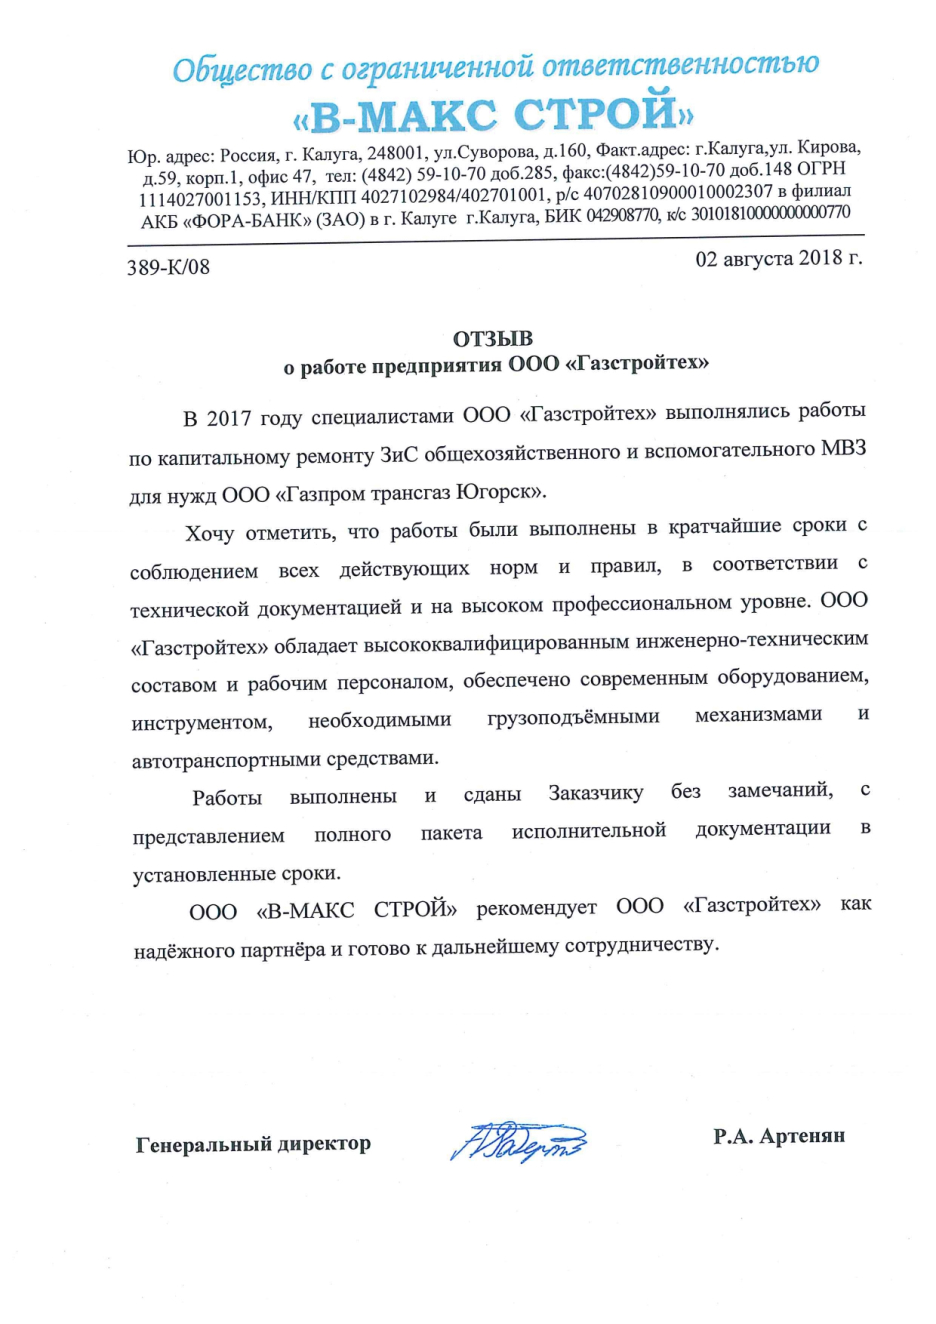 Общество с ограниченной ответственностью
«В-МАКС СТРОЙ»
Юр. адрес: Россия, г. Калуга, 248001, ул.Суворова, д.160, Факт.адрес: г.Калуга,ул. Кирова,
д.59, корп.1, офис 47, тел: (4842) 59-10-70 доб.285, факс:(4842)59-10-70 доб.148 ОГРН
1114027001153, ИНН/КПП 4027102984/402701001, р/с 40702810900010002307 в филиал
АКБ «ФОРА-БАНК» (ЗАО) в г. Калуге г.Калуга, БИК 042908770, к/с 30101810000000000770
389-К/08
02 августа 2018 г.
ОТЗЫВ
о работе предприятия ООО «Газстройтех»
В 2017 году специалистами ООО «Газстройтех» выполнялись работы
по капитальному ремонту ЗиС общехозяйственного и вспомогательного МВЗ
для нужд ООО «Газпром трансгаз Югорск».
Хочу отметить, что работы были выполнены в кратчайшие сроки с
соблюдением всех действующих норм и правил, в соответствии с
технической документацией и на высоком профессиональном уровне. ООО
«Газстройтех» обладает высококвалифицированным инженерно-техническим
составом и рабочим персоналом, обеспечено современным оборудованием,
инструментом, необходимыми грузоподъёмными механизмами и
автотранспортными средствами.
Работы выполнены и сданы Заказчику без замечаний, с
представлением полного пакета исполнительной документации в
установленные сроки.
ООО «В-МАКС СТРОЙ» рекомендует ООО «Газстройтех» как
надёжного партнёра и готово к дальнейшему сотрудничеству.
Генеральный директор
Р.А. Артенян